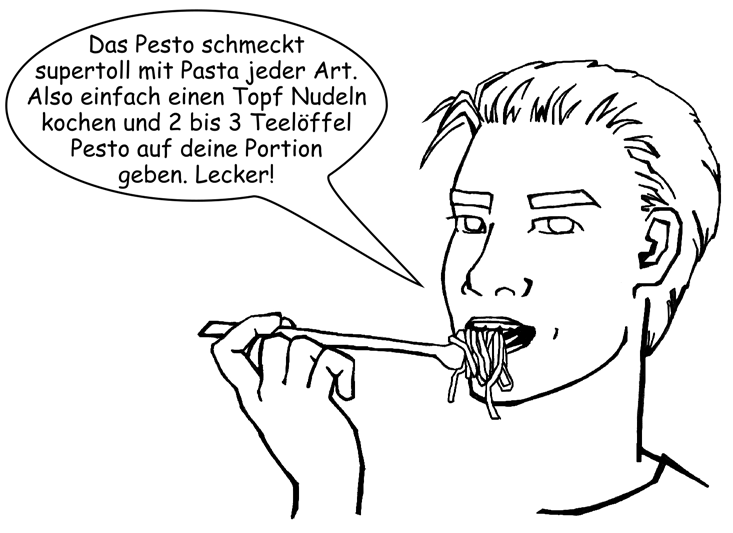 Das Pesto schmeckt
supertoll mit Pasta jeder Art.
Also einfach einen Topf Nudeln
kochen und 2 bis 3 Teelöffel
Pesto auf deine Portion
geben. Lecker!